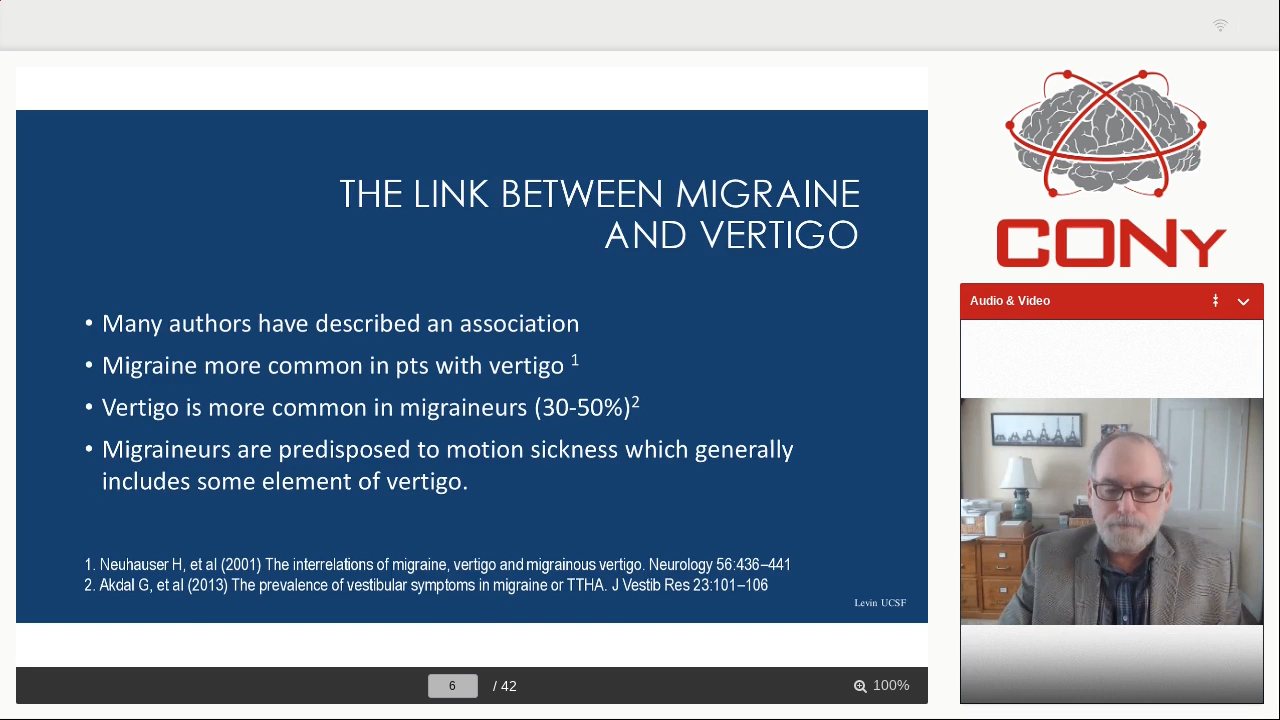 THE LINK BETWEEN MIGRAINE
AND VERTIGO
• Many authors have described an association
• Migraine more common in pts with vertigo 1
• Vertigo is more common in migraineurs (30-50%)2
• Migraineurs are predisposed to motion sickness which generally
includes some element of vertigo.
1. Neuhauser H, et al (2001) The interrelations of migraine, vertigo and migrainous vertigo. Neurology 56:436–441
2. Akdal G, et al (2013) The prevalence of vestibular symptoms in migraine or TTHA. J Vestib Res 23:101–106
Levin UCSF
6 / 42
100%
CONy
Audio & Video